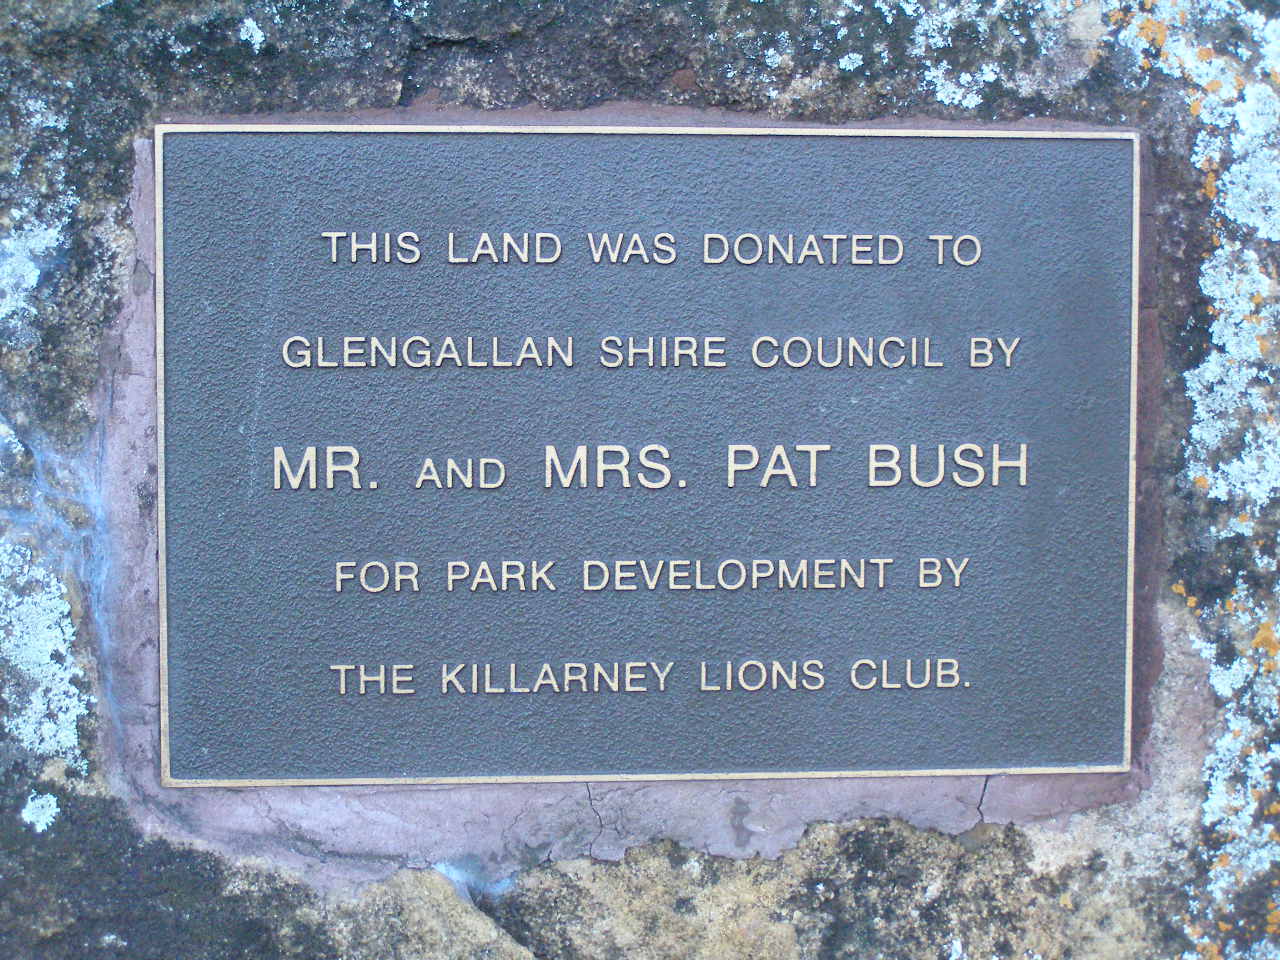 THIS LAND WAS DONATED TO
GLENGALLAN SHIRE COUNCIL BY
MR. AND MRS. PAT BUSH
FOR PARK DEVELOPMENT BY
THE KILLARNEY LIONS CLUB.